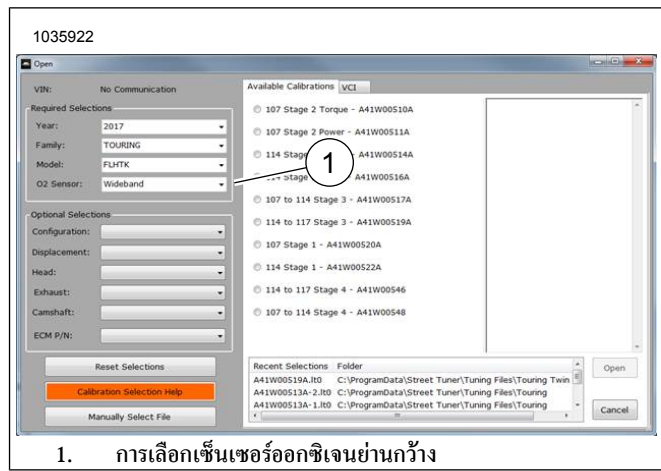 1035922
Open
VIN: No Communication
Required Selections
Year: 2017
Family: TOURING
Model: FLHTK
O2 Sensor: Wideband
Optional Selections
Configuration:
Displacement:
Head:
Exhaust:
Camshaft:
ECM P/N:
Reset Selections
Calibration Selection Help
Manually Select File
Available Calibrations VCI
107 Stage 2 Torque - A41W00510A
107 Stage 2 Power - A41W00511A
114 Stage A41W00514A
Stage A41W00516A
107 to 114 Stage 3 - A41W00517A
114 to 117 Stage 3 - A41W00519A
107 Stage 1 - A41W00520A
114 Stage 1 - A41W00522A
114 to 117 Stage 4 - A41W00546
107 to 114 Stage 4 - A41W00548
1
Recent Selections Folder
A41W00519A.lt0 C:\ProgramData\Street Tuner\Tuning Files\Touring Twin
A41W00513A-2.lt0 C:\ProgramData\Street Tuner\Tuning Files\Touring
A41W00513A-1.lt0 C:\ProgramData\Street Tuner\Tuning Files\Touring
Open
Cancel
1. การเลือกเซ็นเซอร์ออกซิเจนย่านกว้าง